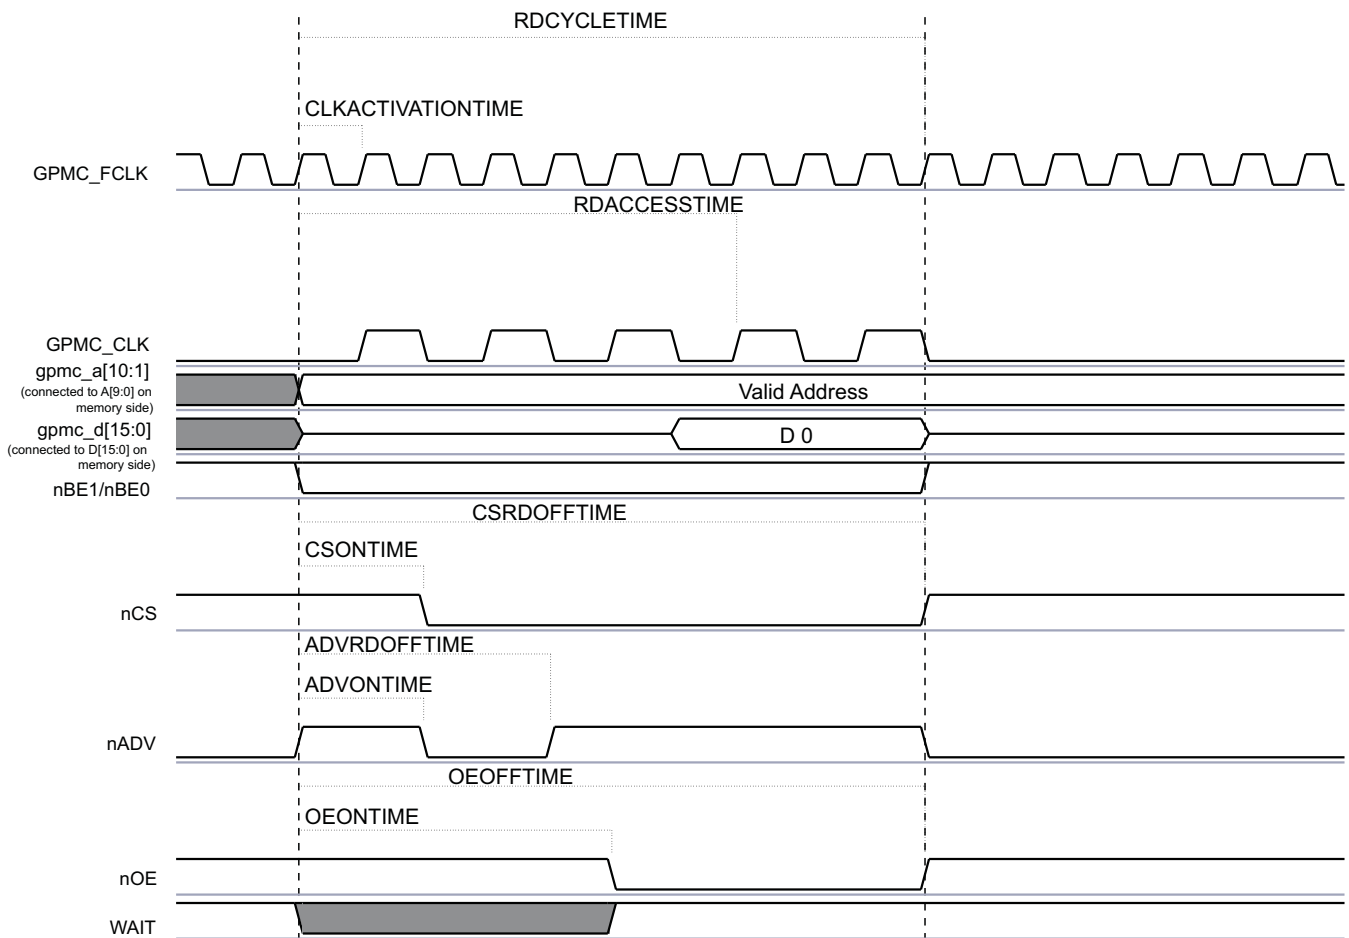 RDCYCLETIME
CLKACTIVATIONTIME
GPMC_FCLK
RDACCESSTIME
GPMC_CLK
gpmc_a[10:1]
(connected to A[9:0] on
memory side)
Valid Address
gpmc_d[15:0]
(connected to D[15:0] on
memory side)
D 0
nBE1/nBE0
CSRDOFFTIME
CSONTIME
nCS
ADVRDOFFTIME
ADVONTIME
nADV
OEOFFTIME
OEONTIME
nOE
WAIT